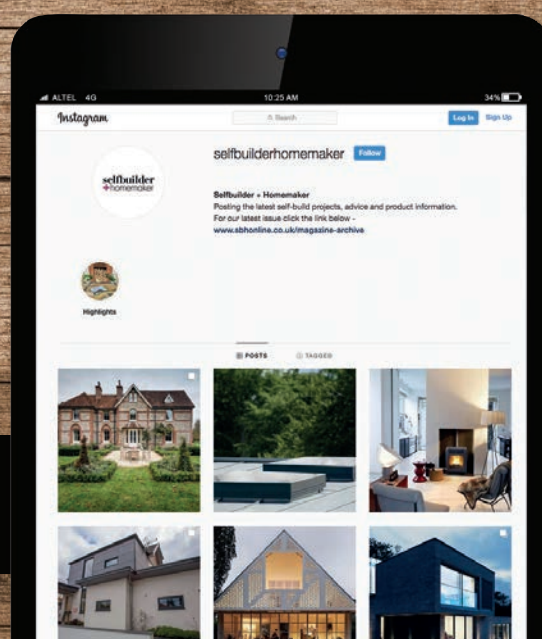 ALTEL 4G 10:25 AM 34%
Instagram Search Log In Sign Up
selfbuilder
+homemaker
selfbuilderhomemaker Follow
Selfbuilder + Homemaker
Posting the latest self-build projects, advice and product information.
For our latest issue click the link below -
www.sbhonline.co.uk/magazine-archive
Highlights
POSTS TAGGED